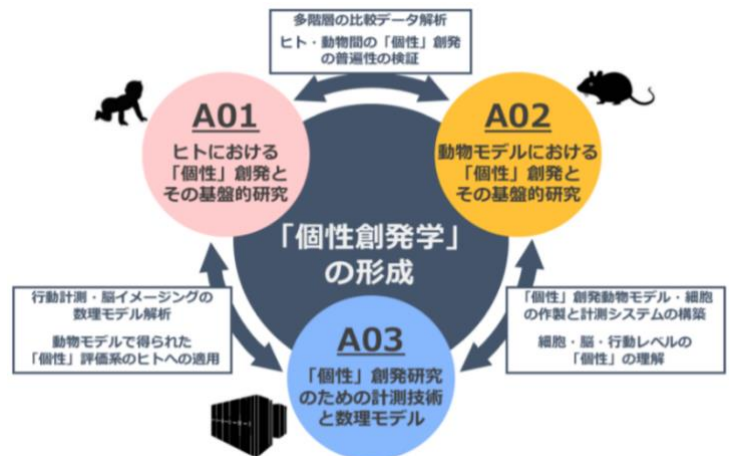 多階層の比較データ解析
ヒト・動物間の「個性」創発
の普遍性の検証
A01
ヒトにおける
「個性」創発と
その基盤的研究
A02
動物モデルにおける
「個性」創発と
その基盤的研究
「個性創発学」
の形成
行動計測・脳イメージングの
数理モデル解析
動物モデルで得られた
「個性」評価系のヒトへの適用
「個性」創発動物モデル・細胞
の作製と計測システムの構築
細胞・脳・行動レベルの
「個性」の理解
A03
「個性」創発研究
のための計測技術
と数理モデル